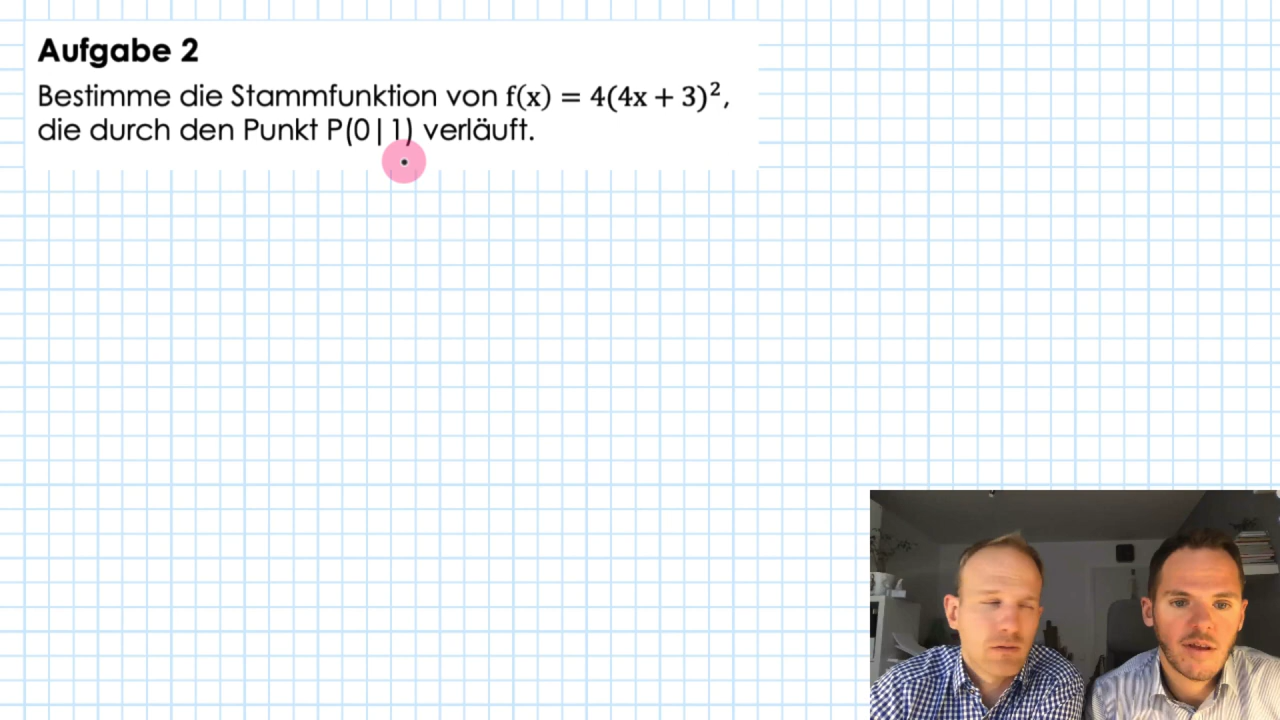 Aufgabe 2
Bestimme die Stammfunktion von f(x) = 4(4x + 3)²,
die durch den Punkt P(0|1) verläuft.